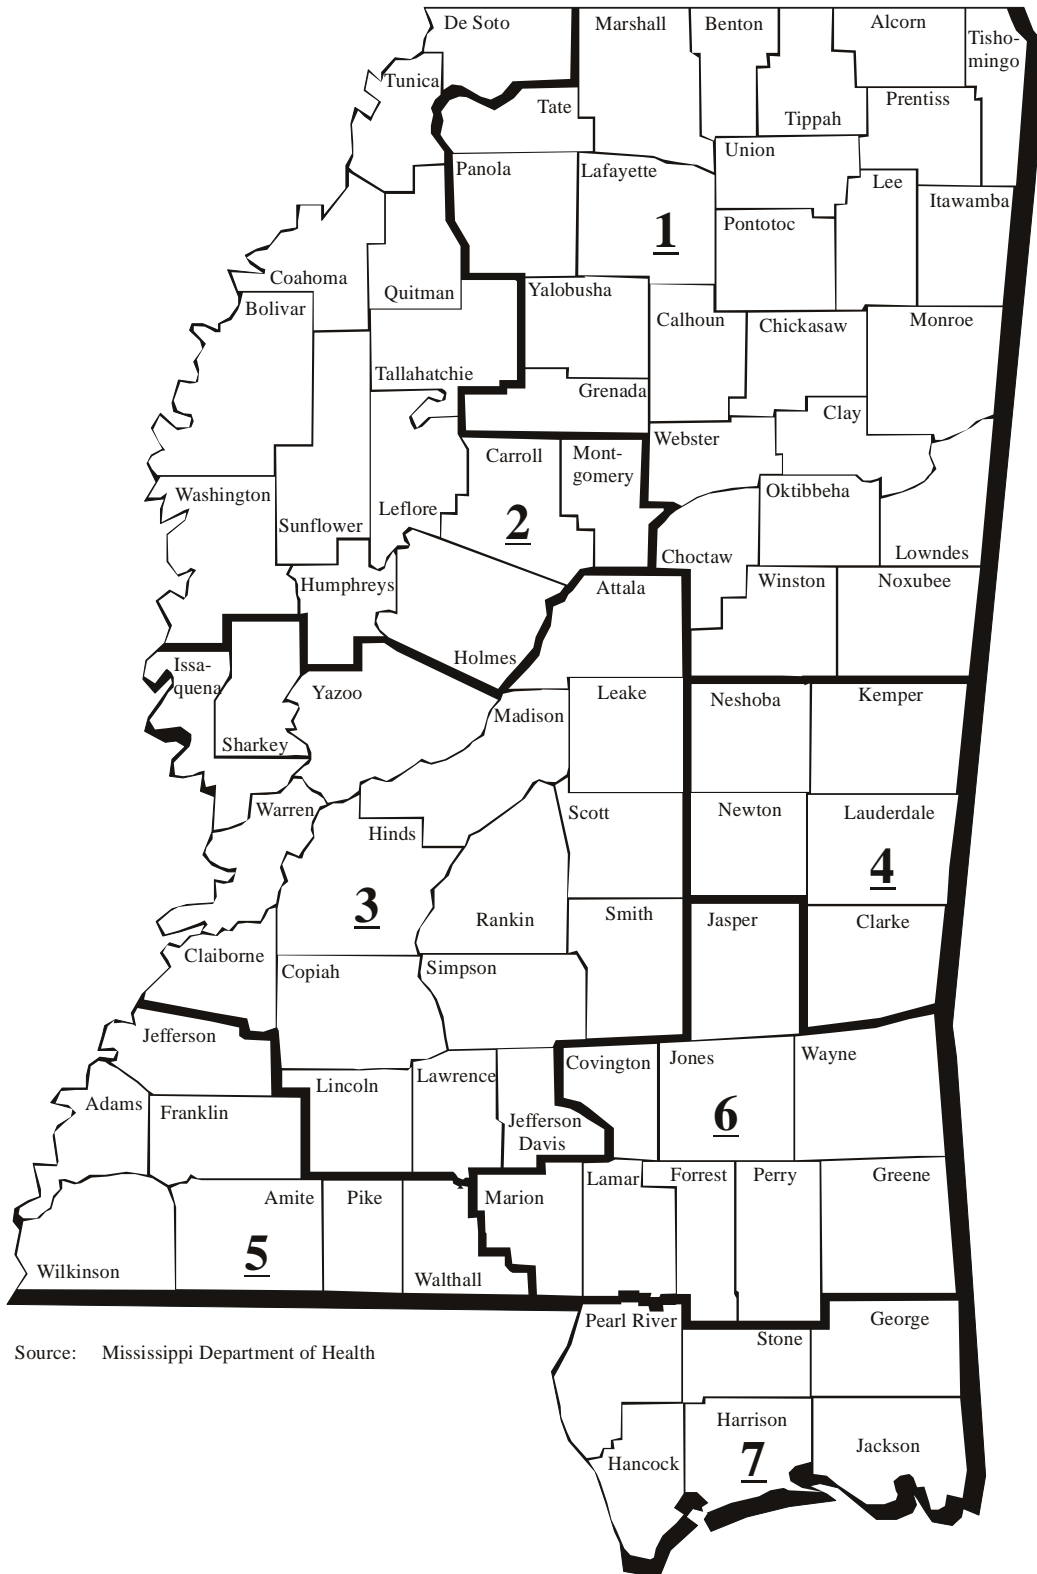 De Soto
Marshall
Benton
Alcorn
Tisho-
mingo
Tunica
Tate
Tippah
Prentiss
Union
Panola
Lafayette
Lee
Itawamba
1
Pontotoc
Coahoma
Quitman
Yalobusha
Bolivar
Calhoun
Chickasaw
Monroe
Tallahatchie
Grenada
Clay
Webster
Carroll
Mont-
gomery
Washington
Sunflower
Leflore
2
Oktibbeha
Choctaw
Lowndes
Humphreys
Attala
Winston
Noxubee
Holmes
Issa-
quena
Yazoo
Leake
Neshoba
Kemper
Madison
Sharkey
Warren
Hinds
Scott
Newton
Lauderdale
4
3
Rankin
Smith
Jasper
Clarke
Claiborne
Copiah
Simpson
Jefferson
Covington
Jones
Wayne
Lincoln
Lawrence
Adams
Franklin
Jefferson
Davis
6
Lamar
Forrest
Perry
Greene
Amite
Pike
Marion
5
Wilkinson
Walthall
Pearl River
George
Stone
Source: Mississippi Department of Health
Harrison
7
Jackson
Hancock